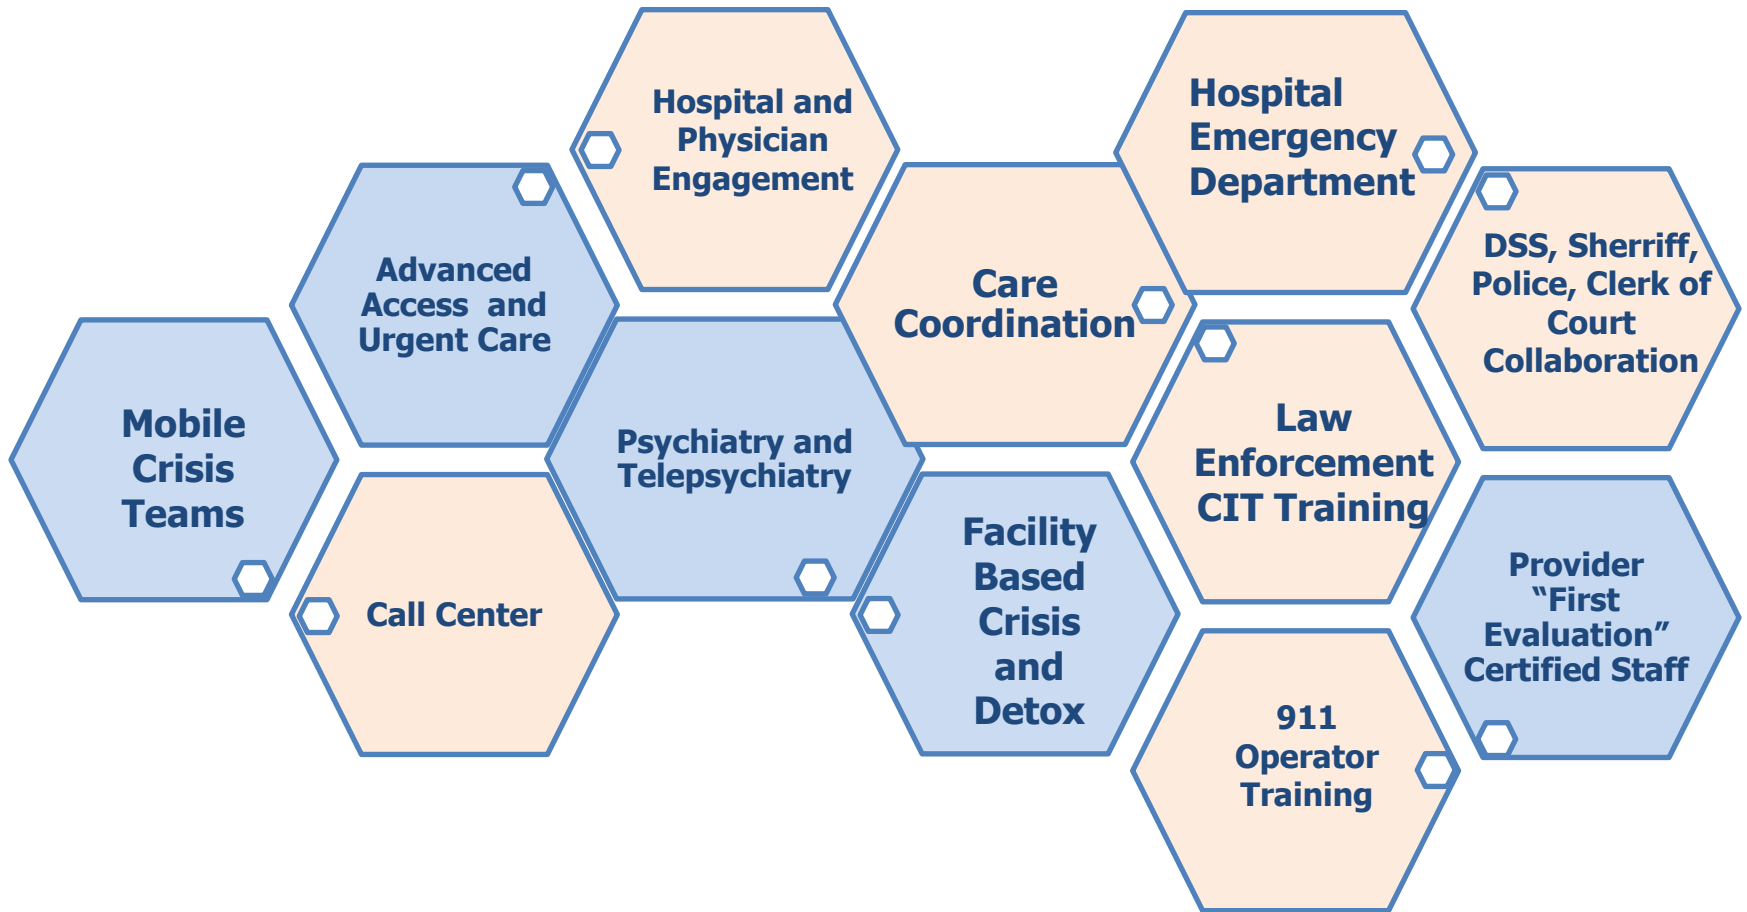 Hospital and
Physician
Engagement
Hospital
Emergency
Department
Advanced
Access and
Urgent Care
Care
Coordination
DSS, Sherriff,
Police, Clerk of
Court
Collaboration
Mobile
Crisis
Teams
Psychiatry and
Telepsychiatry
Law
Enforcement
CIT Training
Call Center
Facility
Based
Crisis
and
Detox
Provider
“First
Evaluation”
Certified Staff
911
Operator
Training